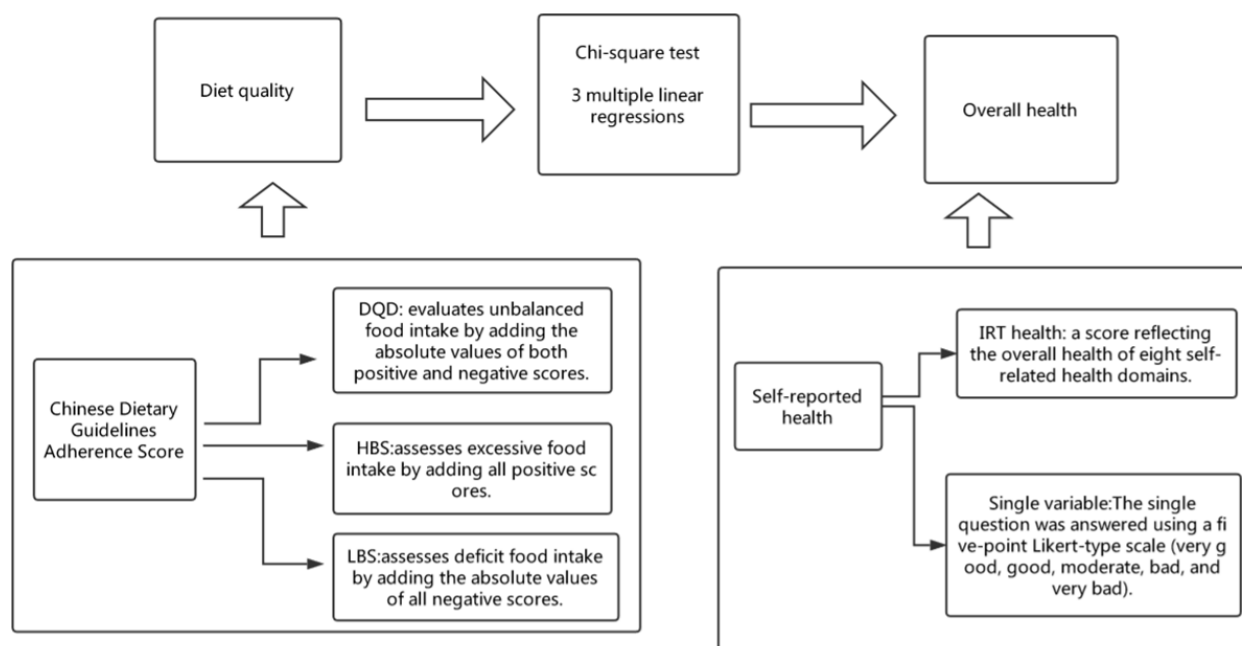 Diet quality
Chi-square test
3 multiple linear
regressions
Overall health
Chinese Dietary
Guidelines
Adherence Score
DQD: evaluates unbalanced
food intake by adding the
absolute values of both
positive and negative scores.
HBS:assesses excessive food
intake by adding all positive sc
ores.
LBS:assesses deficit food intake
by adding the absolute values
of all negative scores.
Self-reported
health
IRT health: a score reflecting
the overall health of eight self-
related health domains.
Single variable:The single
question was answered using a fi
ve-point Likert-type scale (very g
ood, good, moderate, bad, and
very bad).